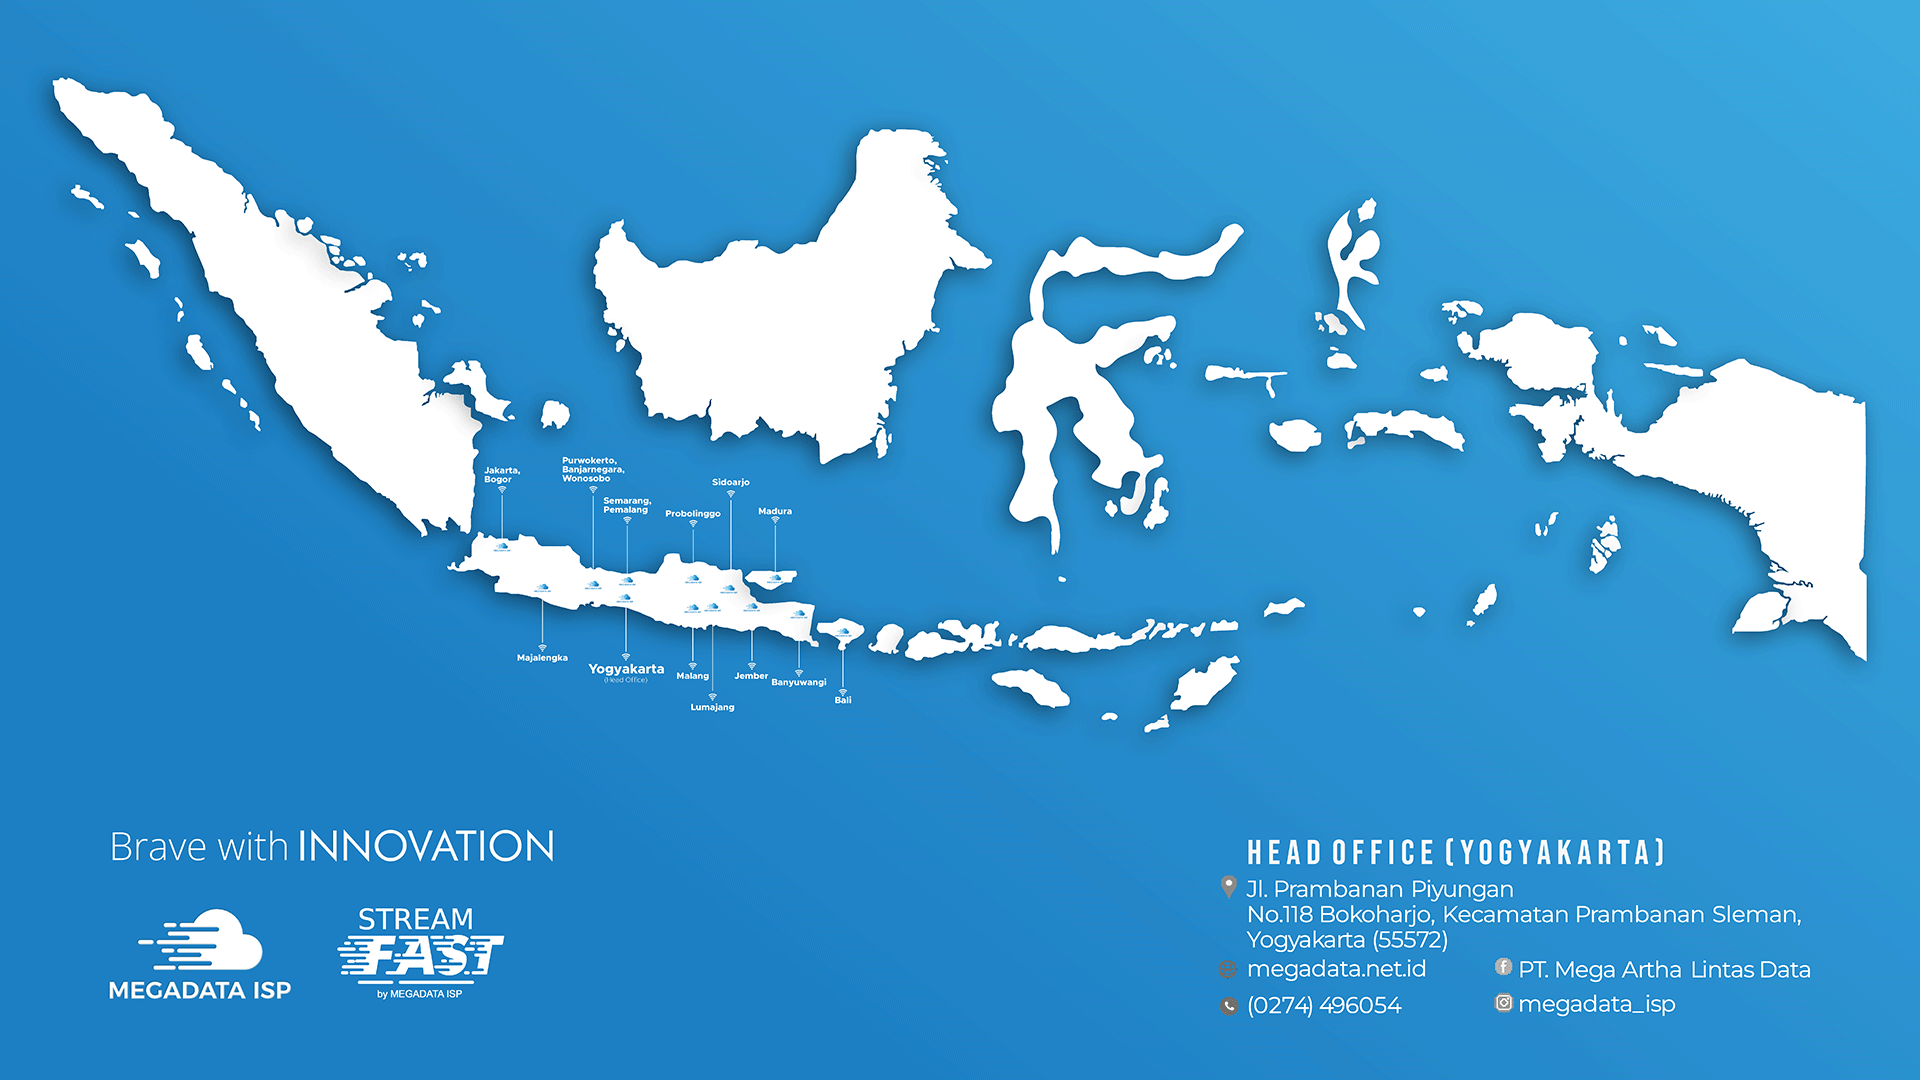 Jakarta,
Bogor
Purwokerto,
Banjarnegara,
Wonosobo
Semarang,
Pemalang
Probolinggo
Sidoarjo
Madura
Majalengka
Yogyakarta
(Head Office)
Malang
Lumajang
Jember
Banyuwangi
Bali
Brave with INNOVATION
MEGADATA ISP
STREAM
FAST
by MEGADATA ISP
HEAD OFFICE (YOGYAKARTA)
Jl. Prambanan Piyungan
No.118 Bokoharjo, Kecamatan Prambanan Sleman,
Yogyakarta (55572)
megadata.net.id
PT. Mega Artha Lintas Data
(0274) 496054
megadata_isp